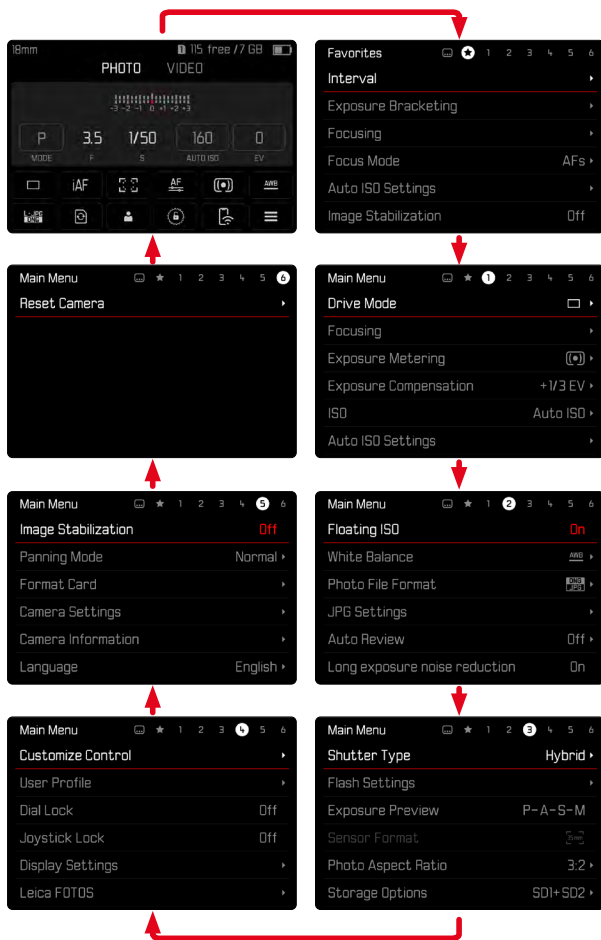 18mm 1 115 free / 7 GB
PHOTO VIDEO
-3 -2 -1 0 +1 +2 +3
P 3.5 1/50 160 0
MODE F S AUTO ISO EV
iAF AF AWB
L-JPG
DNG
Favorites 1 2 3 4 5 6
Interval
Exposure Bracketing
Focusing
Focus Mode AFs
Auto ISO Settings
Image Stabilization Off
Main Menu 1 2 3 4 5 6
Drive Mode
Focusing
Exposure Metering
Exposure Compensation +1/3 EV
ISO Auto ISO
Auto ISO Settings
Main Menu 1 2 3 4 5 6
Floating ISO On
White Balance AWB
Photo File Format DNG JPG
JPG Settings
Auto Review Off
Long exposure noise reduction On
Main Menu 1 2 3 4 5 6
Shutter Type Hybrid
Flash Settings
Exposure Preview P-A-S-M
Sensor Format 35mm
Photo Aspect Ratio 3:2
Storage Options SD1+SD2
Main Menu 1 2 3 4 5 6
Customize Control
User Profile
Dial Lock Off
Joystick Lock Off
Display Settings
Leica FOTOS
Main Menu 1 2 3 4 5 6
Image Stabilization Off
Panning Mode Normal
Format Card
Camera Settings
Camera Information
Language English
Main Menu 1 2 3 4 5 6
Reset Camera